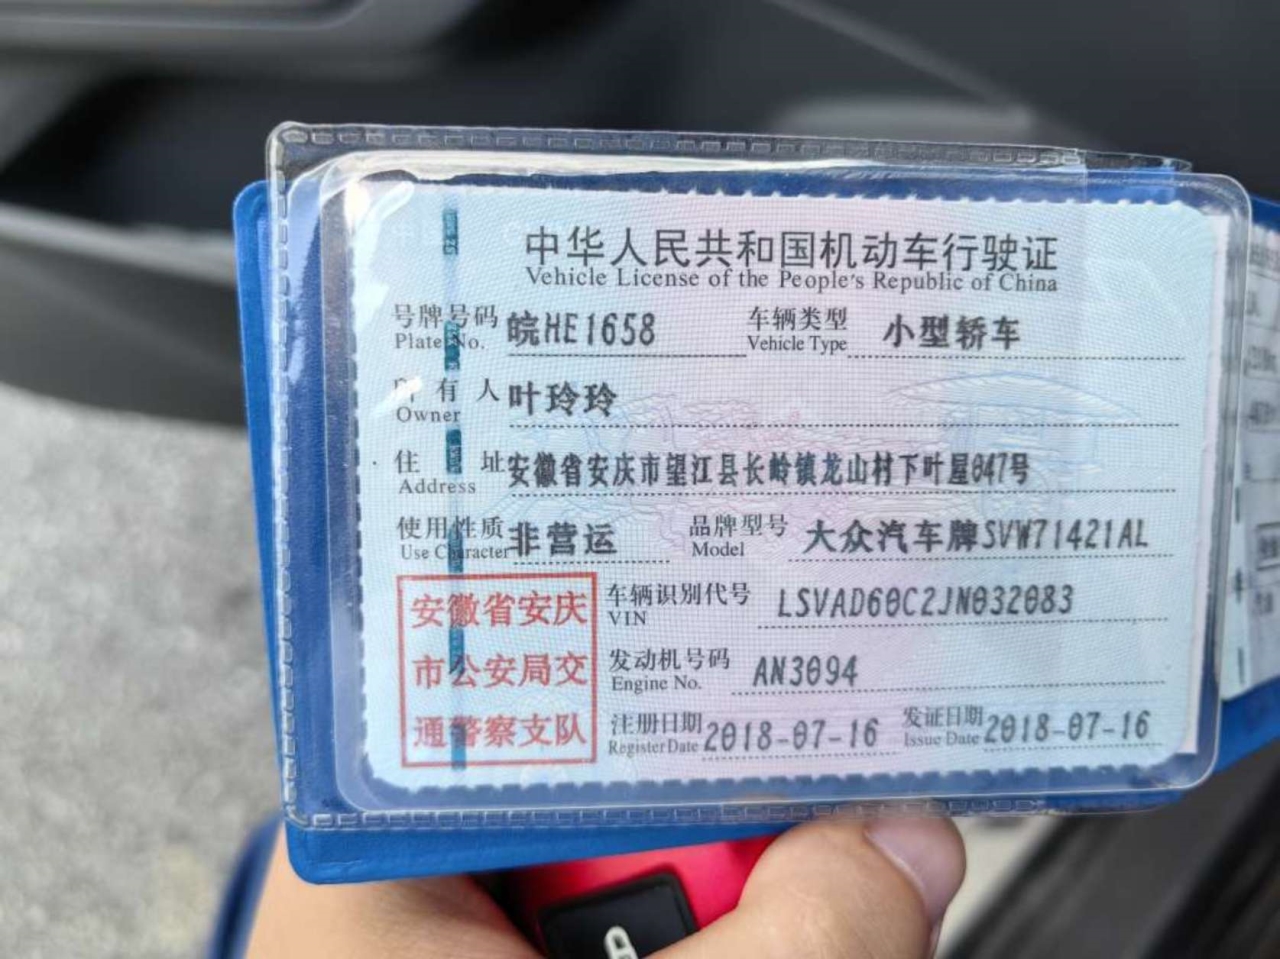 中华人民共和国机动车行驶证
Vehicle License of the People's Republic of China
号牌号码 皖HE1658 车辆类型 小型轿车
Plate No. Vehicle Type
所有人 叶玲玲
Owner
住址 安徽省安庆市望江县长岭镇龙山村下叶屋047号
Address
使用性质 非营运 品牌型号 大众汽车牌SVW71421AL
Use Character Model
安徽省安庆
市公安局交
通警察支队
车辆识别代号 LSVAD60C2JN032083
VIN
发动机号码 AN3094
Engine No.
注册日期 2018-07-16 发证日期 2018-07-16
Register Date Issue Date